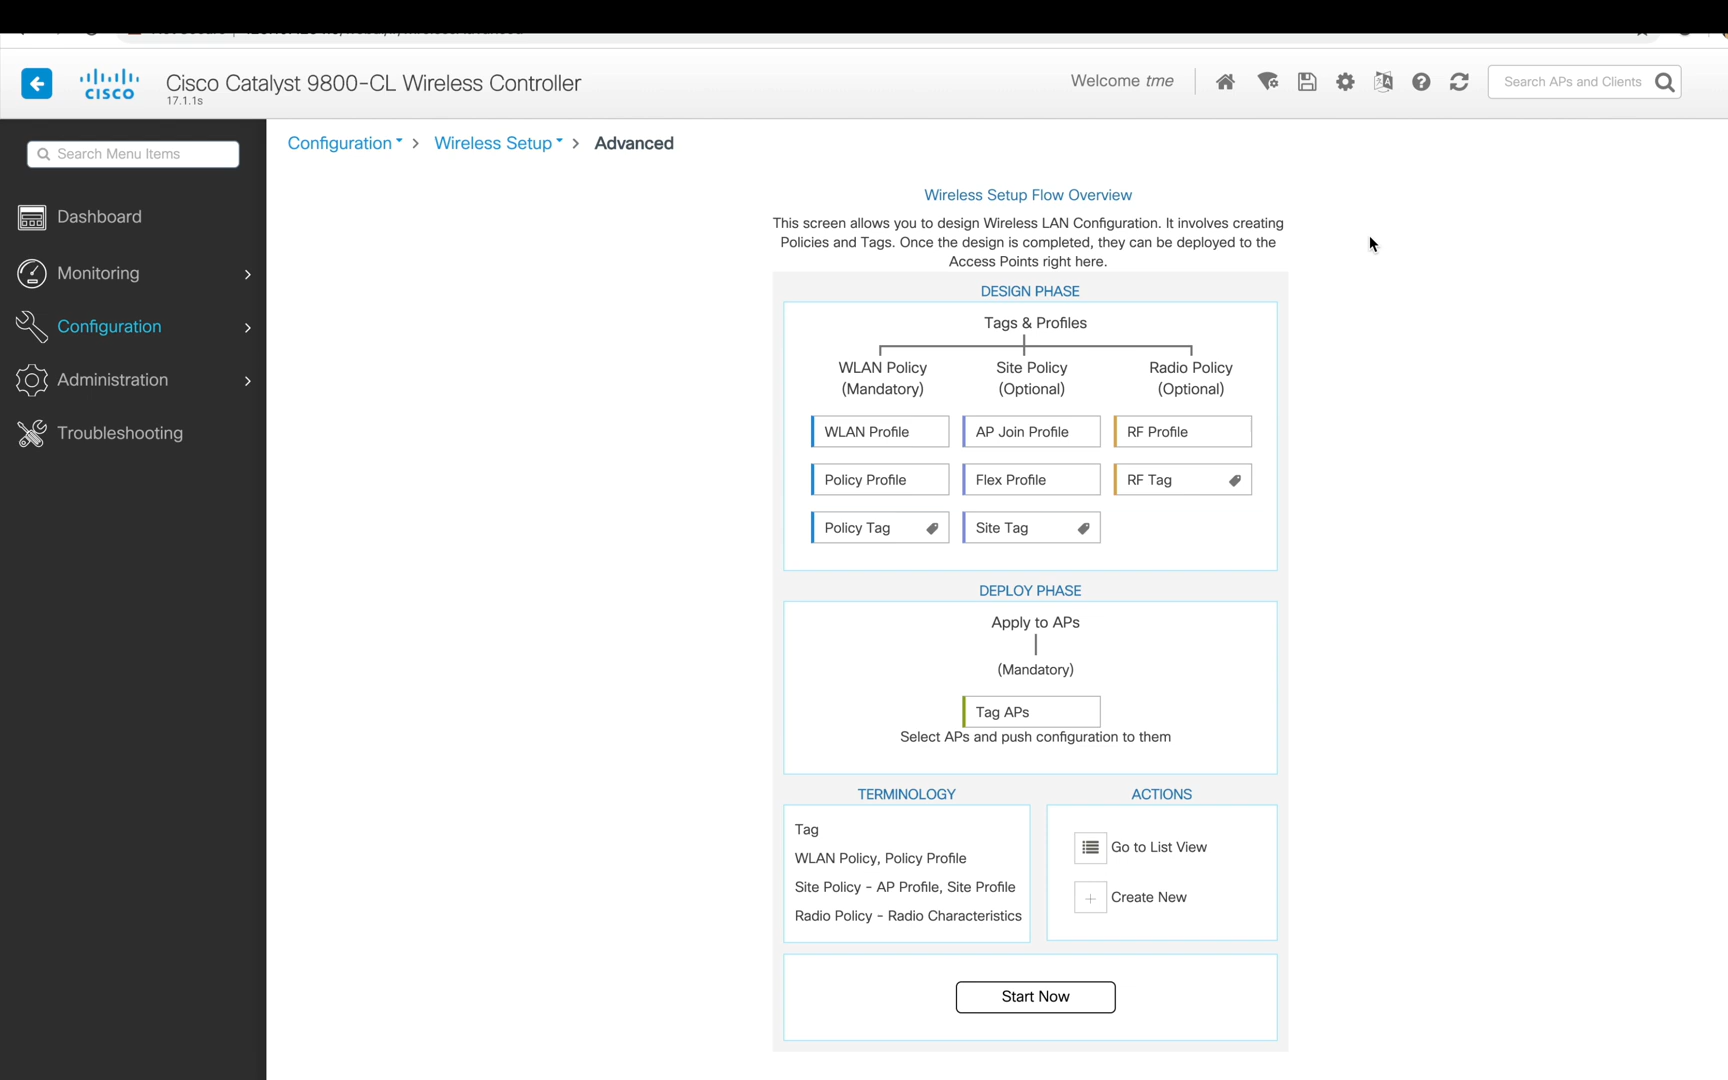 Cisco Catalyst 9800-CL Wireless Controller
17.1.1s
CISCO
Welcome tme
Search APs and Clients
Search Menu Items
Dashboard
Monitoring
Configuration
Administration
Troubleshooting
Configuration > Wireless Setup > Advanced
Wireless Setup Flow Overview
This screen allows you to design Wireless LAN Configuration. It involves creating
Policies and Tags. Once the design is completed, they can be deployed to the
Access Points right here.
DESIGN PHASE
Tags & Profiles
WLAN Policy
(Mandatory)
Site Policy
(Optional)
Radio Policy
(Optional)
WLAN Profile
AP Join Profile
RF Profile
Policy Profile
Flex Profile
RF Tag
Policy Tag
Site Tag
DEPLOY PHASE
Apply to APs
(Mandatory)
Tag APs
Select APs and push configuration to them
TERMINOLOGY
Tag
WLAN Policy, Policy Profile
Site Policy - AP Profile, Site Profile
Radio Policy - Radio Characteristics
ACTIONS
Go to List View
Create New
Start Now